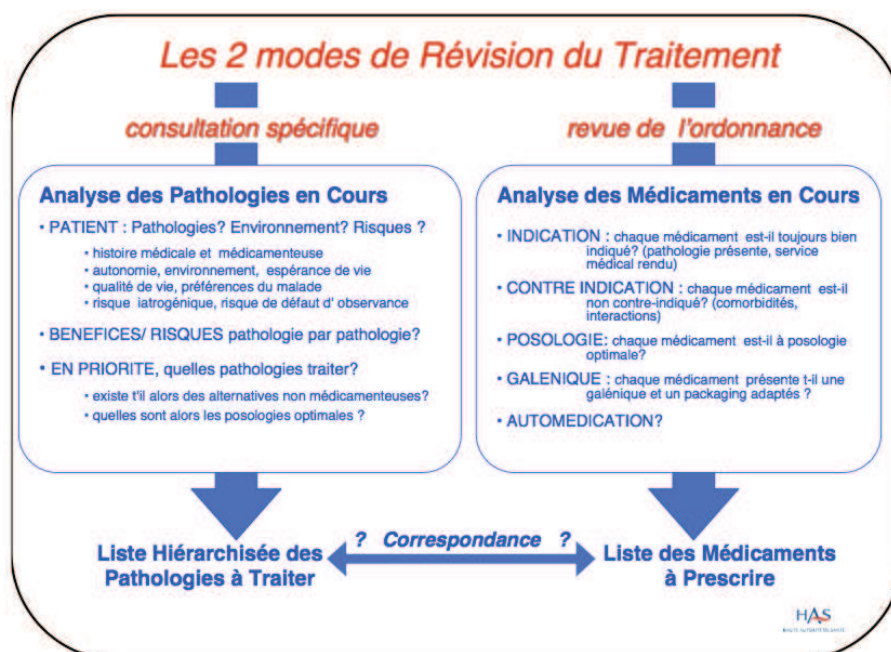 Les 2 modes de Révision du Traitement
consultation spécifique
revue de l'ordonnance
Analyse des Pathologies en Cours
• PATIENT : Pathologies? Environnement? Risques ?
• histoire médicale et médicamenteuse
• autonomie, environnement, espérance de vie
• qualité de vie, préférences du malade
• risque iatrogénique, risque de défaut d' observance
• BENEFICES/ RISQUES pathologie par pathologie?
• EN PRIORITE, quelles pathologies traiter?
• existe t'il alors des alternatives non médicamenteuses?
• quelles sont alors les posologies optimales ?
Analyse des Médicaments en Cours
• INDICATION : chaque médicament est-il toujours bien
indiqué? (pathologie présente, service
médical rendu)
• CONTRE INDICATION : chaque médicament est-il
non contre-indiqué? (comorbidités,
interactions)
• POSOLOGIE: chaque médicament est-il à posologie
optimale?
• GALENIQUE : chaque médicament présente t-il une
galénique et un packaging adaptés ?
• AUTOMEDICATION?
? Correspondance ?
Liste Hiérarchisée des
Pathologies à Traiter
Liste des Médicaments
à Prescrire
HAS
HAUTE AUTORITÉ DE SANTÉ